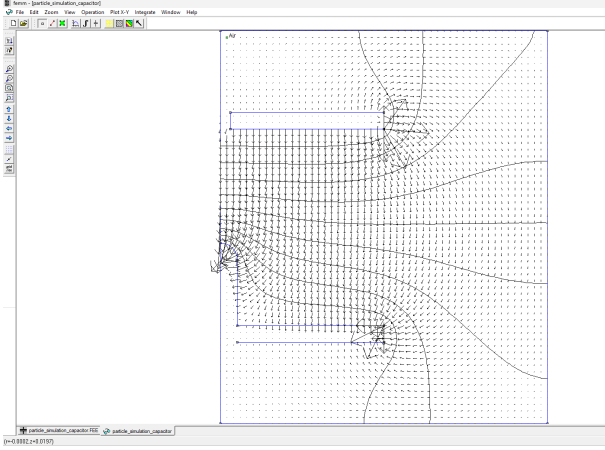 femm - [particle_simulation_capacitor]
File Edit Zoom View Operation Plot X-Y Integrate Window Help
Air
particle_simulation_capacitor.FEE particle_simulation_capacitor
(r=-0.0002,z=0.0197)